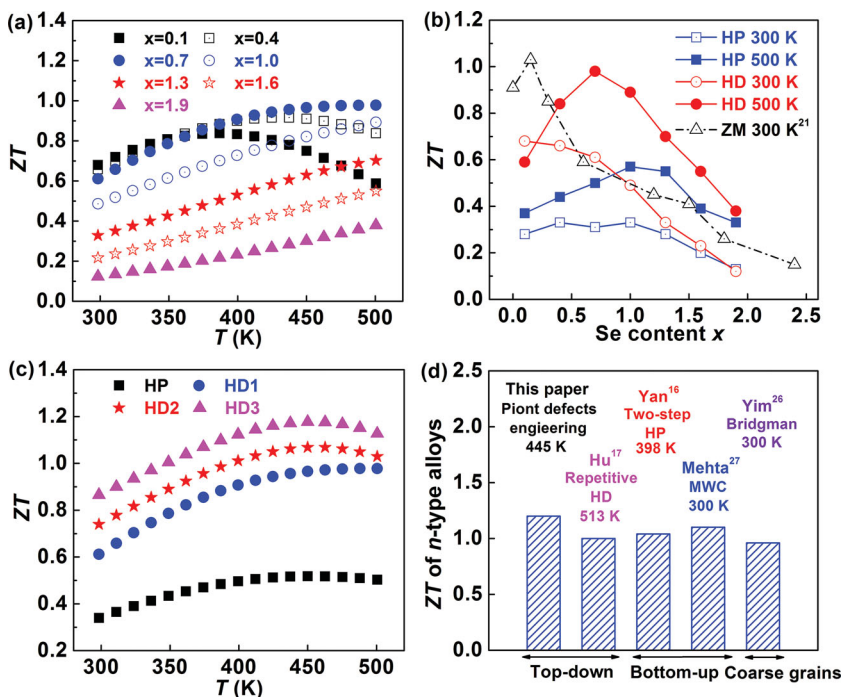 (a)
1.4
1.2
1.0
0.8
0.6
0.4
0.2
0.0
ZT
x=0.1 x=0.4
x=0.7 x=1.0
x=1.3 x=1.6
x=1.9
300 350 400 450 500
T (K)
(b)
1.2
1.0
0.8
0.6
0.4
0.2
0.0
ZT
HP 300 K
HP 500 K
HD 300 K
HD 500 K
ZM 300 K21
0.0 0.5 1.0 1.5 2.0 2.5
Se content x
(c)
1.4
1.2
1.0
0.8
0.6
0.4
0.2
ZT
HP HD1
HD2 HD3
300 350 400 450 500
T (K)
(d)
2.5
2.0
1.5
1.0
0.5
0.0
ZT of n-type alloys
This paper
Piont defects
engieering
445 K
Hu17
Repetitive
HD
513 K
Yan16
Two-step
HP
398 K
Mehta27
MWC
300 K
Yim26
Bridgman
300 K
Top-down Bottom-up Coarse grains